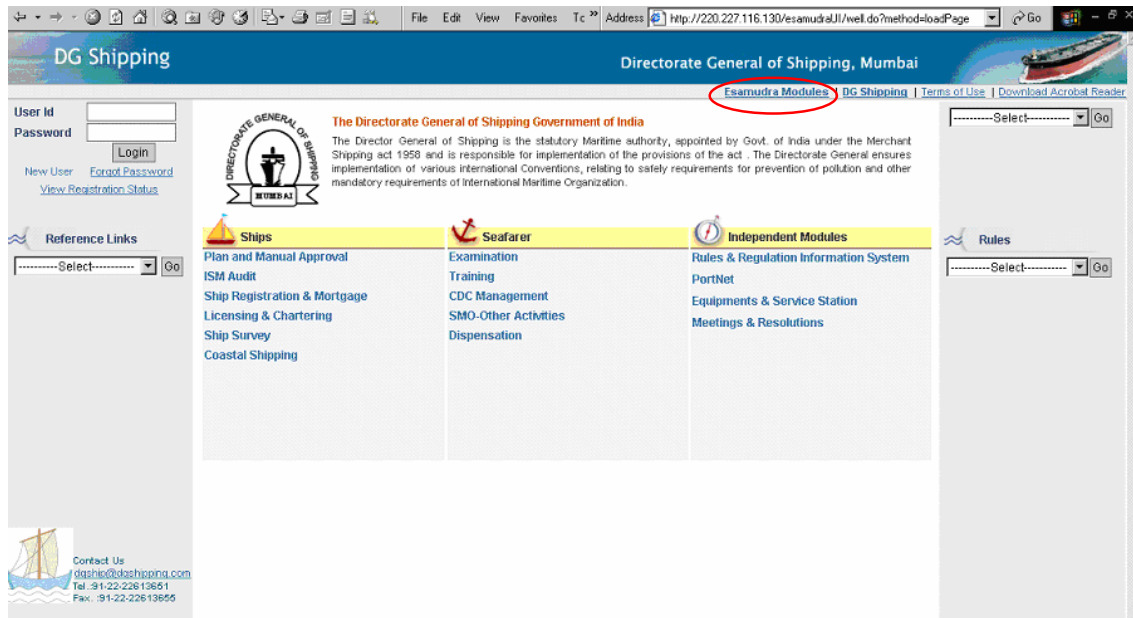 File Edit View Favorites Tc » Address http://220.227.116.130/esamudraUI/well.do?method=loadPage Go
DG Shipping
Directorate General of Shipping, Mumbai
Esamudra Modules | DG Shipping | Terms of Use | Download Acrobat Reader
User Id
Password
Login
New User Forgot Password
View Registration Status
DIRECTORATE GENERAL OF SHIPPING
MUMBAI
The Directorate General of Shipping Government of India
The Director General of Shipping is the statutory Maritime authority, appointed by Govt. of India under the Merchant
Shipping act 1958 and is responsible for implementation of the provisions of the act . The Directorate General ensures
implementation of various international Conventions, relating to safely requirements for prevention of pollution and other
mandatory requirements of International Maritime Organization.
----------Select---------- Go
Reference Links
----------Select---------- Go
Ships
Plan and Manual Approval
ISM Audit
Ship Registration & Mortgage
Licensing & Chartering
Ship Survey
Coastal Shipping
Seafarer
Examination
Training
CDC Management
SMO-Other Activities
Dispensation
Independent Modules
Rules & Regulation Information System
PortNet
Equipments & Service Station
Meetings & Resolutions
Rules
----------Select---------- Go
Contact Us
dgship@dgshipping.com
Tel.:91-22-22613651
Fax. :91-22-22613655